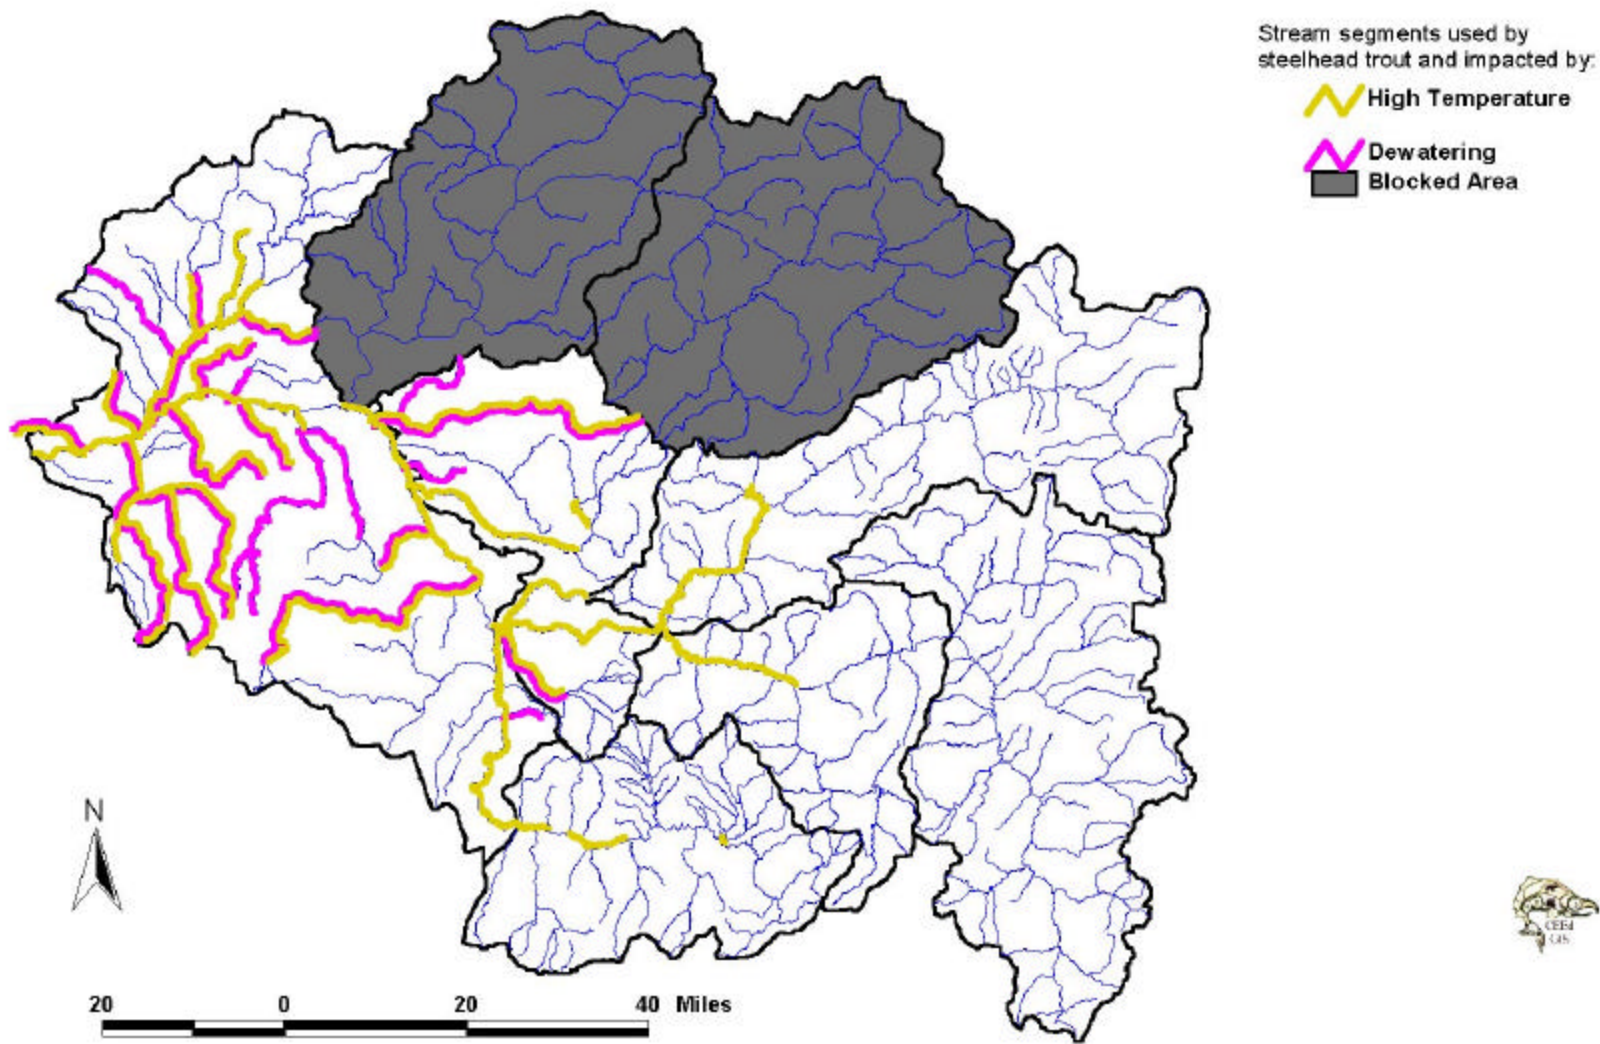 Stream segments used by
steelhead trout and impacted by:
High Temperature
Dewatering
Blocked Area
N
20 0 20 40 Miles